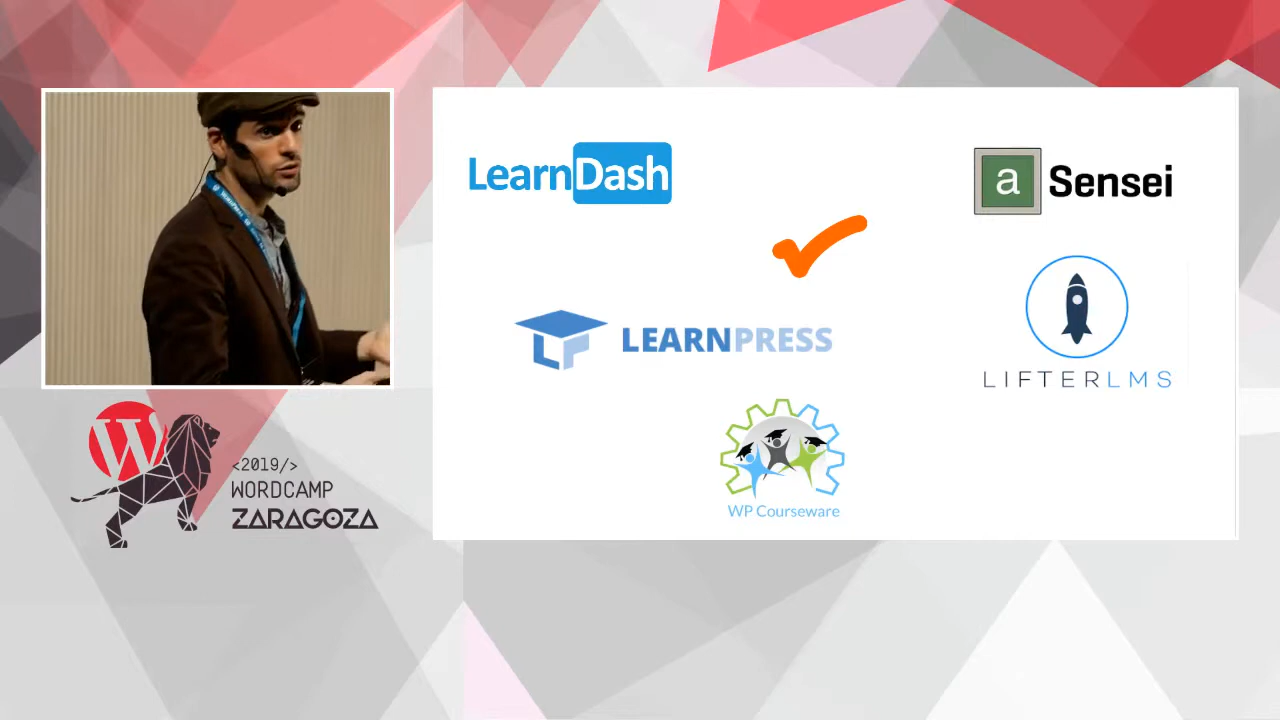 LearnDash
a Sensei
LEARNPRESS
LIFTERLMS
WP Courseware
<2019/>
WORDCAMP
ZARAGOZA